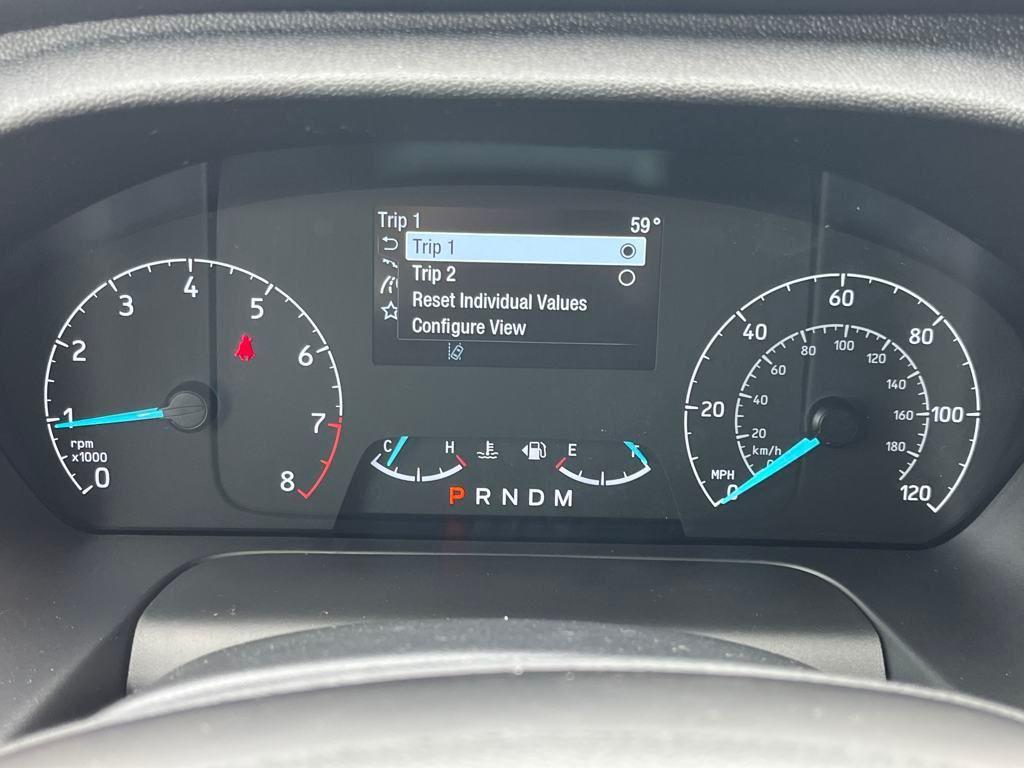 Trip 1 59°
Trip 1
Trip 2
Reset Individual Values
Configure View
0
1
2
3
4
5
6
7
8
rpm
x1000
C H
E F
P R N D M
0
20
40
60
80
100
120
MPH
0
20
40
60
80
100
120
140
160
180
km/h